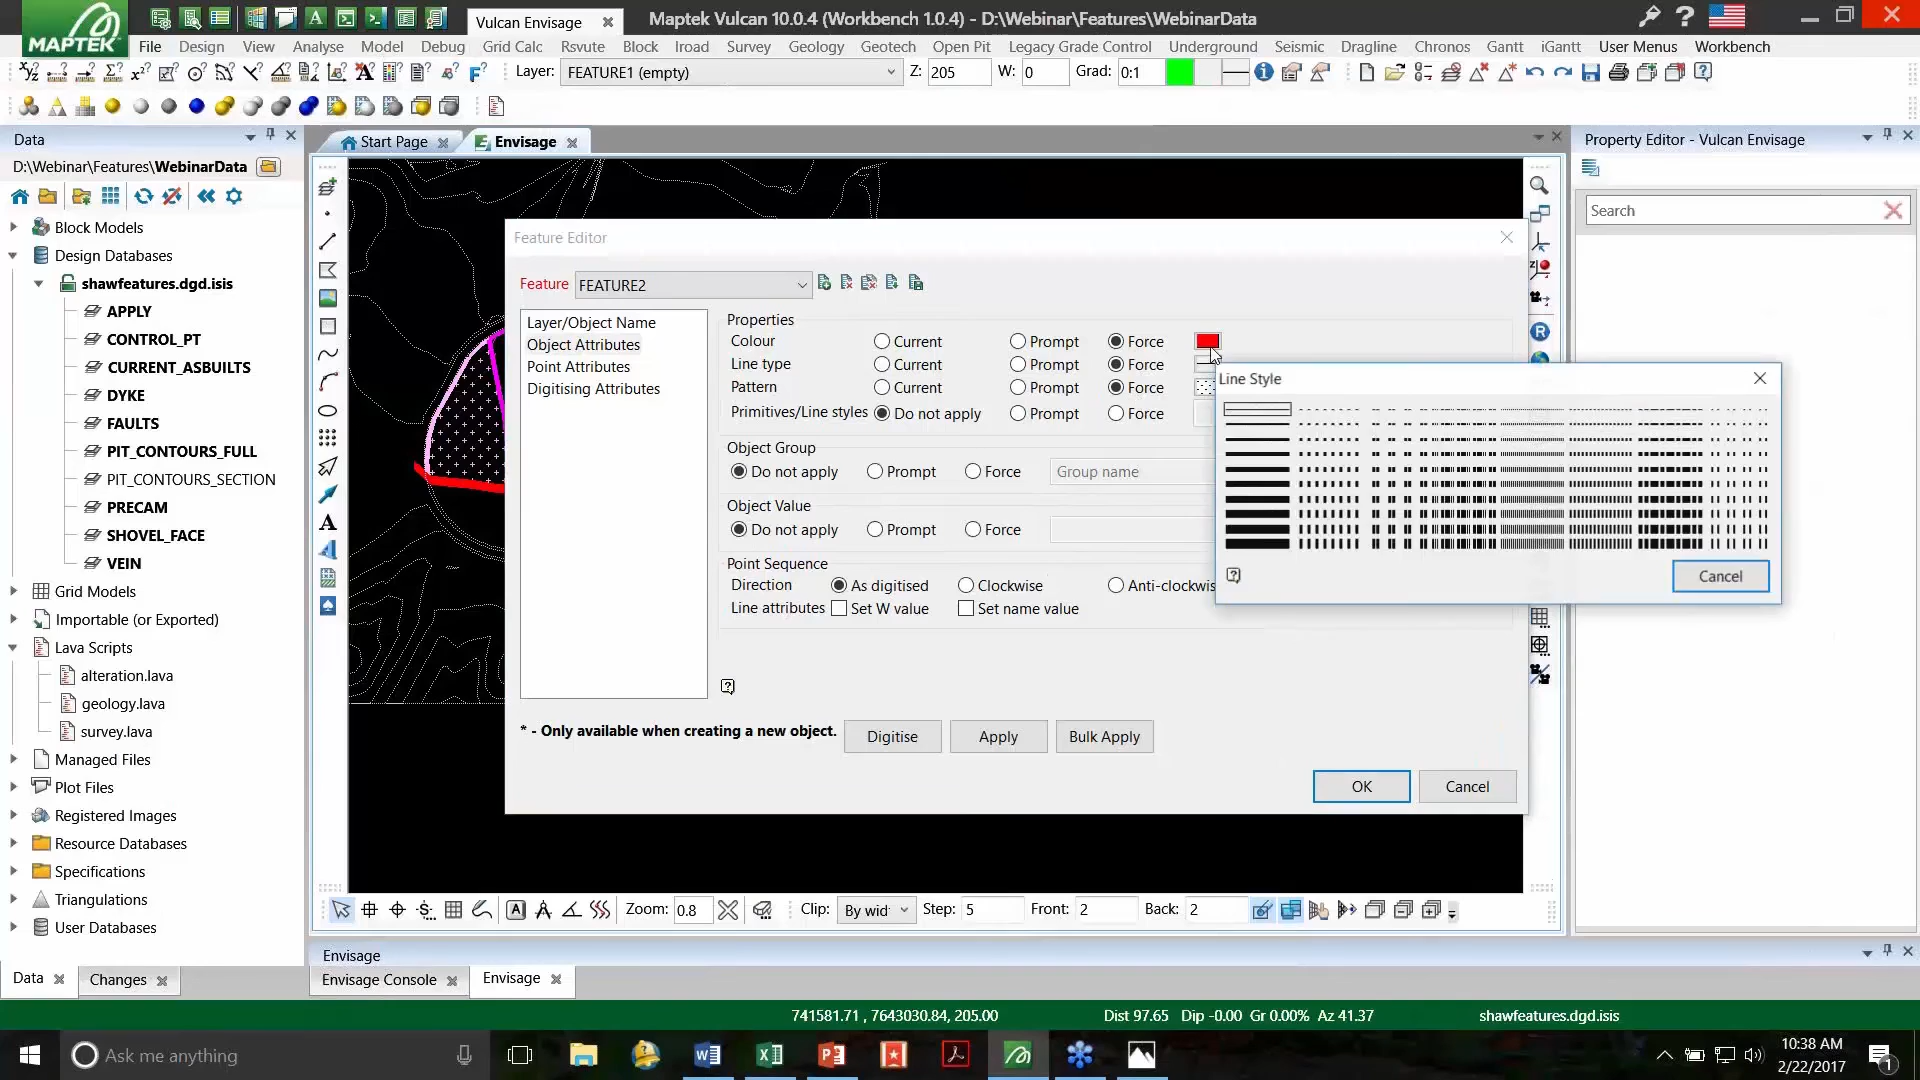 MAPTEK
Vulcan Envisage
Maptek Vulcan 10.0.4 (Workbench 1.0.4) - D:\Webinar\Features\WebinarData
File Design View Analyse Model Debug Grid Calc Rsvute Block Iroad Survey Geology Geotech Open Pit Legacy Grade Control Underground Seismic Dragline Chronos Gantt iGantt User Menus Workbench
Layer: FEATURE1 (empty) Z: 205 W: 0 Grad: 0:1
Data
D:\Webinar\Features\WebinarData
Block Models
Design Databases
shawfeatures.dgd.isis
APPLY
CONTROL_PT
CURRENT_ASBUILTS
DYKE
FAULTS
PIT_CONTOURS_FULL
PIT_CONTOURS_SECTION
PRECAM
SHOVEL_FACE
VEIN
Grid Models
Importable (or Exported)
Lava Scripts
alteration.lava
geology.lava
survey.lava
Managed Files
Plot Files
Registered Images
Resource Databases
Specifications
Triangulations
User Databases
Data Changes
Start Page Envisage
Feature Editor
Feature FEATURE2
Layer/Object Name
Object Attributes
Point Attributes
Digitising Attributes
Properties
Colour Current Prompt Force
Line type Current Prompt Force
Pattern Current Prompt Force
Primitives/Line styles Do not apply Prompt Force
Object Group
Do not apply Prompt Force Group name
Object Value
Do not apply Prompt Force
Point Sequence
Direction As digitised Clockwise Anti-clockwis
Line attributes Set W value Set name value
* - Only available when creating a new object. Digitise Apply Bulk Apply
OK Cancel
Line Style
Cancel
Property Editor - Vulcan Envisage
Search
Zoom: 0.8 Clip: By wid Step: 5 Front: 2 Back: 2
Envisage
Envisage Console Envisage
741581.71 , 7643030.84, 205.00 Dist 97.65 Dip -0.00 Gr 0.00% Az 41.37 shawfeatures.dgd.isis
Ask me anything
10:38 AM
2/22/2017
1